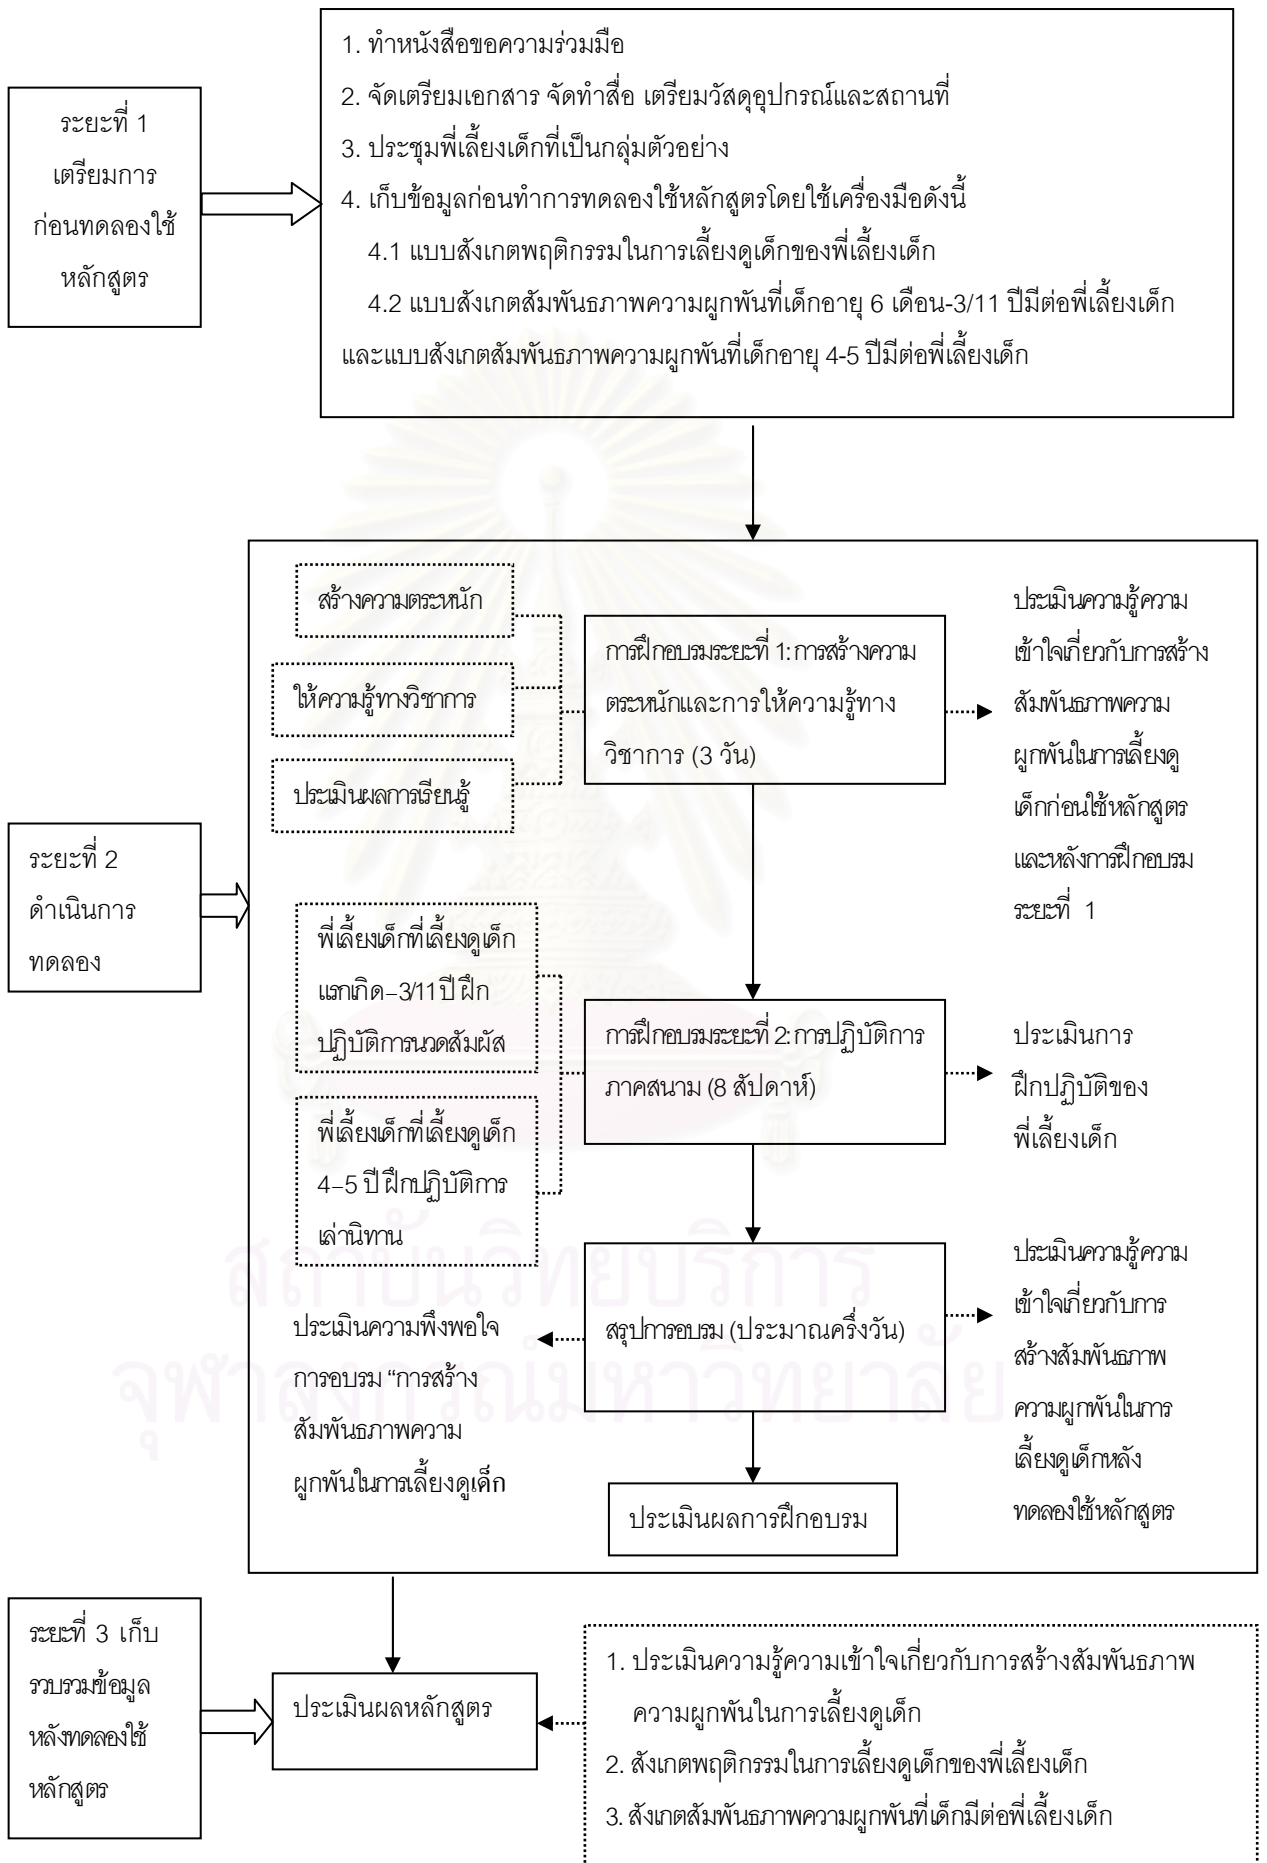 1. ทำหนังสือขอความร่วมมือ
2. จัดเตรียมเอกสาร จัดทำสื่อ เตรียมวัสดุอุปกรณ์และสถานที่
3. ประชุมพี่เลี้ยงเด็กที่เป็นกลุ่มตัวอย่าง
4. เก็บข้อมูลก่อนทำการทดลองใช้หลักสูตรโดยใช้เครื่องมือดังนี้
4.1 แบบสังเกตพฤติกรรมในการเลี้ยงดูเด็กของพี่เลี้ยงเด็ก
4.2 แบบสังเกตสัมพันธภาพความผูกพันที่เด็กอายุ 6 เดือน-3/11 ปีมีต่อพี่เลี้ยงเด็ก
และแบบสังเกตสัมพันธภาพความผูกพันที่เด็กอายุ 4-5 ปีมีต่อพี่เลี้ยงเด็ก
ระยะที่ 1
เตรียมการ
ก่อนทดลองใช้
หลักสูตร
ระยะที่ 2
ดำเนินการ
ทดลอง
สร้างความตระหนัก
ให้ความรู้ทางวิชาการ
ประเมินผลการเรียนรู้
การฝึกอบรมระยะที่ 1: การสร้างความ
ตระหนักและการให้ความรู้ทาง
วิชาการ (3 วัน)
ประเมินความรู้ความ
เข้าใจเกี่ยวกับการสร้าง
สัมพันธภาพความ
ผูกพันในการเลี้ยงดู
เด็กก่อนใช้หลักสูตร
และหลังการฝึกอบรม
ระยะที่ 1
พี่เลี้ยงเด็กที่เลี้ยงดูเด็ก
แรกเกิด–3/11 ปี ฝึก
ปฏิบัติการนวดสัมผัส
พี่เลี้ยงเด็กที่เลี้ยงดูเด็ก
4–5 ปี ฝึกปฏิบัติการ
เล่านิทาน
การฝึกอบรมระยะที่ 2: การปฏิบัติการ
ภาคสนาม (8 สัปดาห์)
ประเมินการ
ฝึกปฏิบัติของ
พี่เลี้ยงเด็ก
สรุปการอบรม (ประมาณครึ่งวัน)
ประเมินความพึงพอใจ
การอบรม “การสร้าง
สัมพันธภาพความ
ผูกพันในการเลี้ยงดูเด็ก
ประเมินความรู้ความ
เข้าใจเกี่ยวกับการ
สร้างสัมพันธภาพ
ความผูกพันในการ
เลี้ยงดูเด็กหลัง
ทดลองใช้หลักสูตร
ประเมินผลการฝึกอบรม
ระยะที่ 3 เก็บ
รวบรวมข้อมูล
หลังทดลองใช้
หลักสูตร
ประเมินผลหลักสูตร
1. ประเมินความรู้ความเข้าใจเกี่ยวกับการสร้างสัมพันธภาพ
ความผูกพันในการเลี้ยงดูเด็ก
2. สังเกตพฤติกรรมในการเลี้ยงดูเด็กของพี่เลี้ยงเด็ก
3. สังเกตสัมพันธภาพความผูกพันที่เด็กมีต่อพี่เลี้ยงเด็ก
สถาบันวิทยบริการ
จุฬาลงกรณ์มหาวิทยาลัย